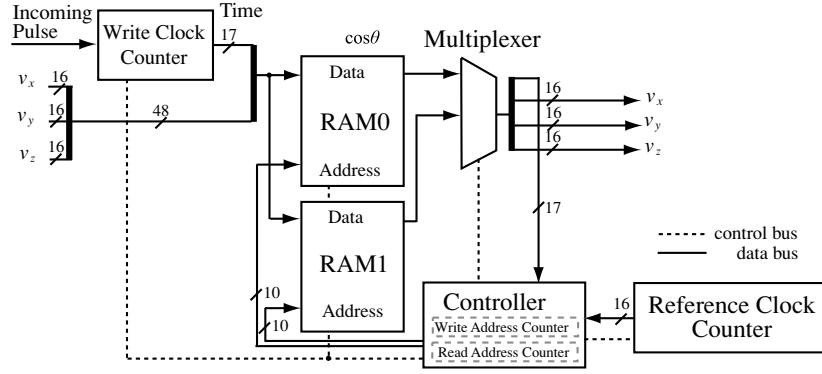 Incoming
Pulse
Write Clock
Counter
Time
17
v_x
16
v_y
16
v_z
16
48
cosθ
Data
RAM0
Address
Data
RAM1
Address
10
10
Multiplexer
16
v_x
16
v_y
16
v_z
17
control bus
data bus
Controller
Write Address Counter
Read Address Counter
16
Reference Clock
Counter